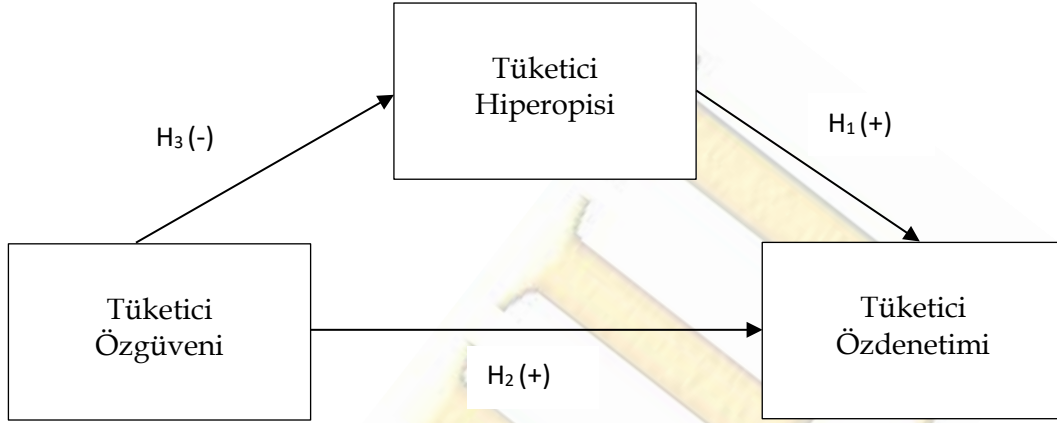 Tüketici
Hiperopisi
H₃ (-)
H₁ (+)
Tüketici
Özgüveni
Tüketici
Özdenetimi
H₂ (+)